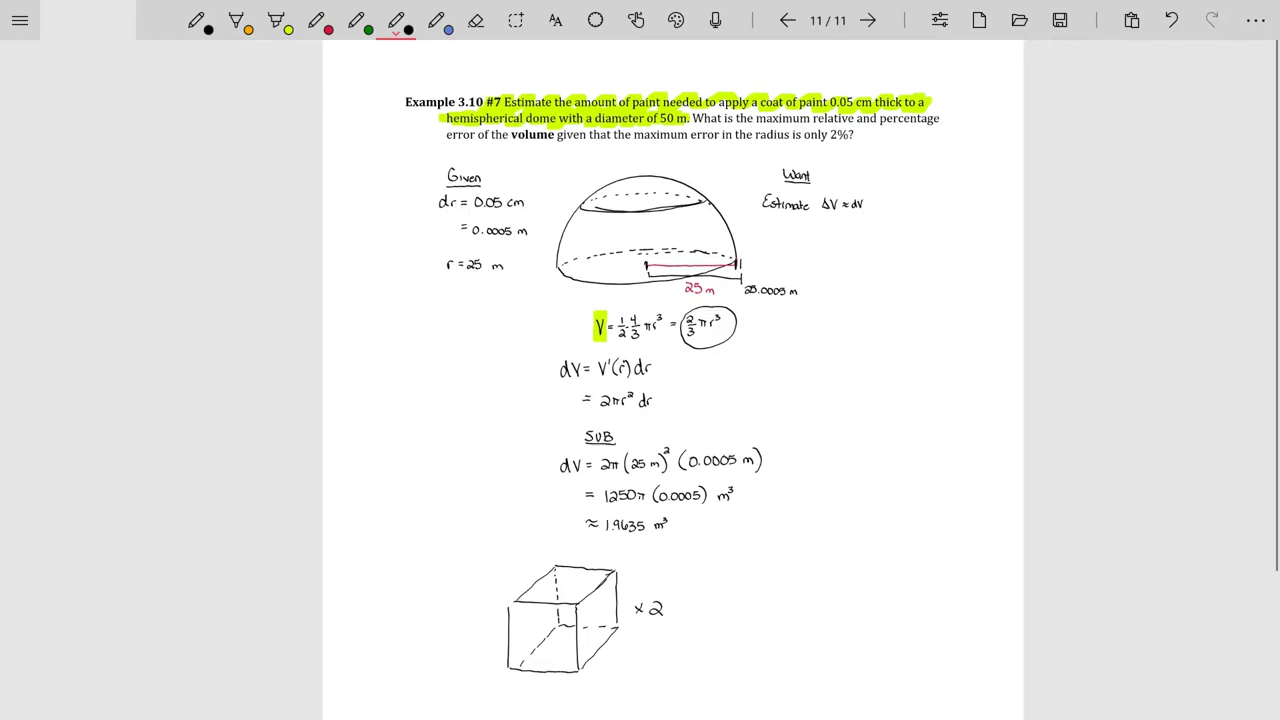 11 / 11
Example 3.10 #7 Estimate the amount of paint needed to apply a coat of paint 0.05 cm thick to a
hemispherical dome with a diameter of 50 m. What is the maximum relative and percentage
error of the volume given that the maximum error in the radius is only 2%?
Given
dr = 0.05 cm
= 0.0005 m
r = 25 m
Want
Estimate ΔV ≈ dV
25 m
25.0005 m
V = 1/2 · 4/3 πr³ = 2/3 πr³
dV = V'(r) dr
= 2πr² dr
SUB
dV = 2π (25 m)² (0.0005 m)
= 1250π (0.0005) m³
≈ 1.9635 m³
× 2